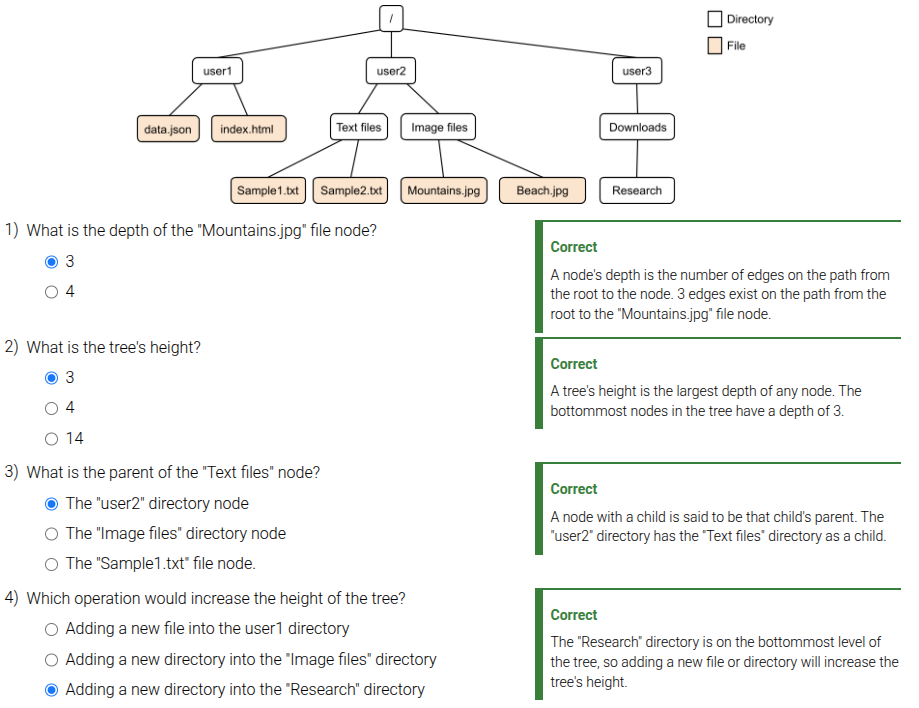 /
Directory
File
user1
user2
user3
data.json
index.html
Text files
Image files
Downloads
Sample1.txt
Sample2.txt
Mountains.jpg
Beach.jpg
Research
1) What is the depth of the "Mountains.jpg" file node?
3
4
Correct
A node's depth is the number of edges on the path from
the root to the node. 3 edges exist on the path from the
root to the "Mountains.jpg" file node.
2) What is the tree's height?
3
4
14
Correct
A tree's height is the largest depth of any node. The
bottommost nodes in the tree have a depth of 3.
3) What is the parent of the "Text files" node?
The "user2" directory node
The "Image files" directory node
The "Sample1.txt" file node.
Correct
A node with a child is said to be that child's parent. The
"user2" directory has the "Text files" directory as a child.
4) Which operation would increase the height of the tree?
Adding a new file into the user1 directory
Adding a new directory into the "Image files" directory
Adding a new directory into the "Research" directory
Correct
The "Research" directory is on the bottommost level of
the tree, so adding a new file or directory will increase the
tree's height.